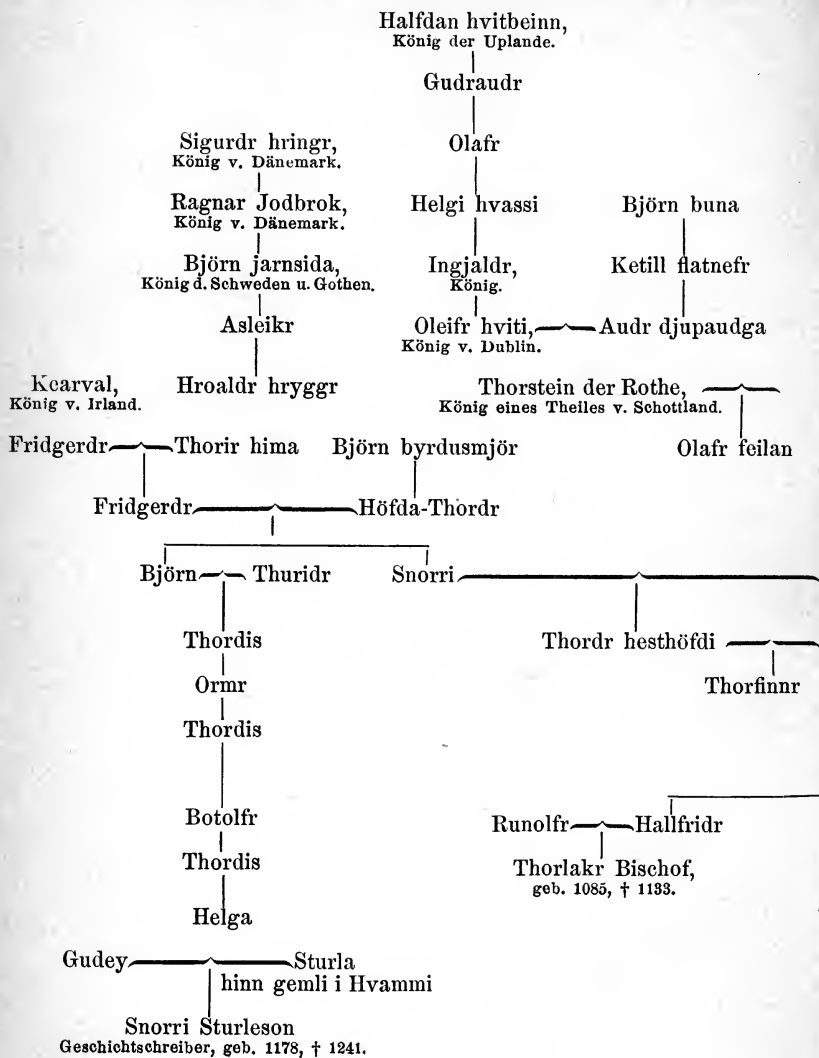 Halfdan hvitbeinn,
König der Uplande.
Gudraudr
Sigurdr hringr,
König v. Dänemark.
Olafr
Ragnar Jodbrok,
König v. Dänemark.
Helgi hvassi
Björn buna
Björn jarnsida,
König d. Schweden u. Gothen.
Ingjaldr,
König.
Ketill flatnefr
Asleikr
Oleifr hviti,
König v. Dublin.
Audr djupaudga
Kearval,
König v. Irland.
Hroaldr hryggr
Thorstein der Rothe,
König eines Theiles v. Schottland.
Fridgerdr
Thorir hima
Björn byrdusmjör
Olafr feilan
Fridgerdr
Höfda-Thordr
Björn
Thuridr
Snorri
Thordis
Thordr hesthöfdi
Ormr
Thorfinnr
Thordis
Botolfr
Runolfr
Hallfridr
Thordis
Thorlakr Bischof,
geb. 1085, † 1133.
Helga
Gudey
Sturla
hinn gemli i Hvammi
Snorri Sturleson
Geschichtschreiber, geb. 1178, † 1241.